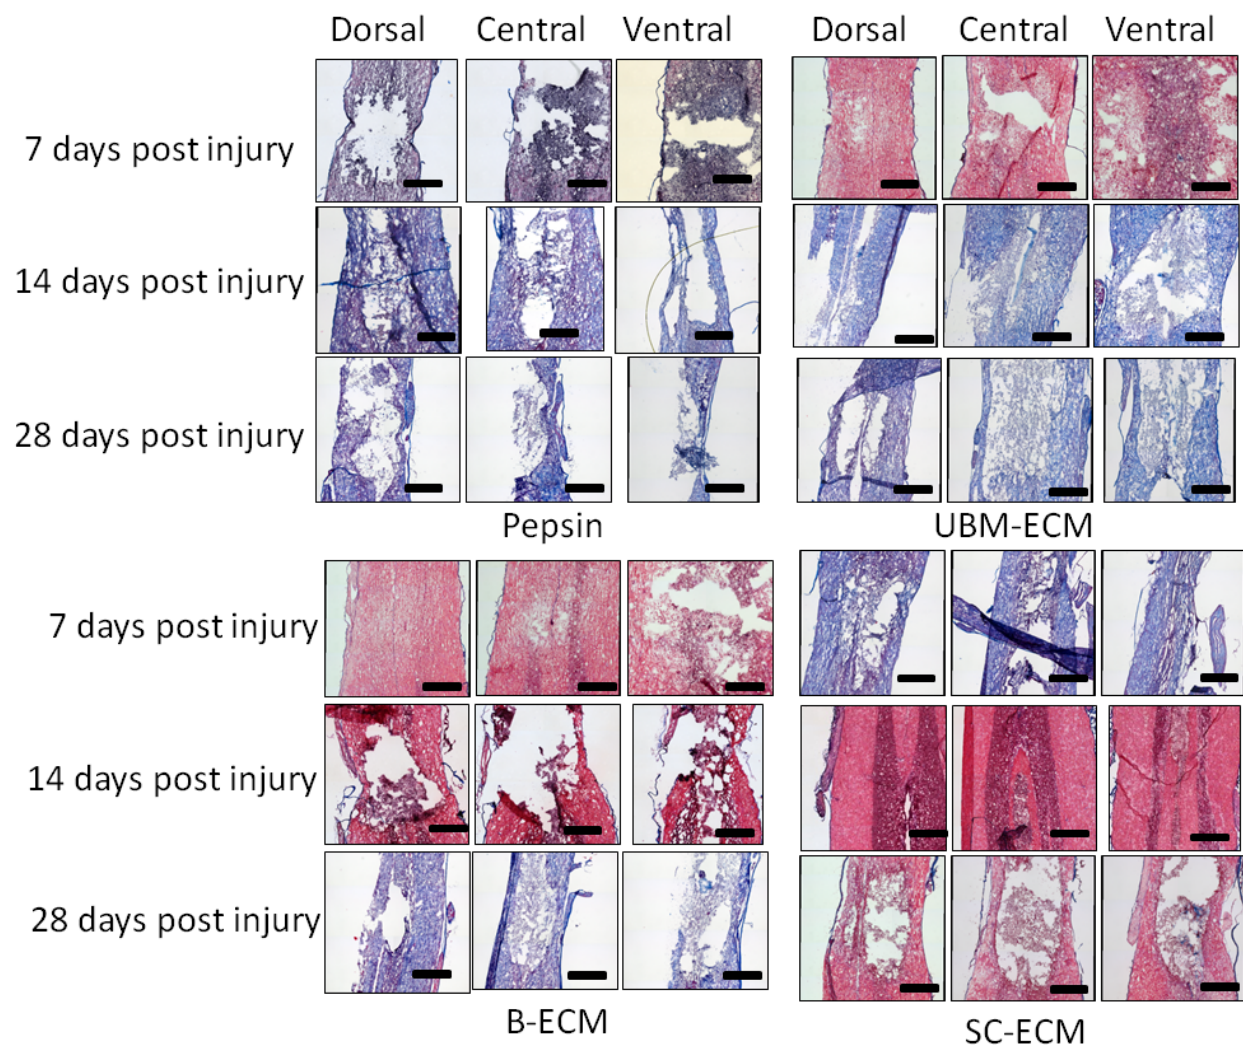 Dorsal Central Ventral Dorsal Central Ventral
7 days post injury
14 days post injury
28 days post injury
Pepsin UBM-ECM
7 days post injury
14 days post injury
28 days post injury
B-ECM SC-ECM